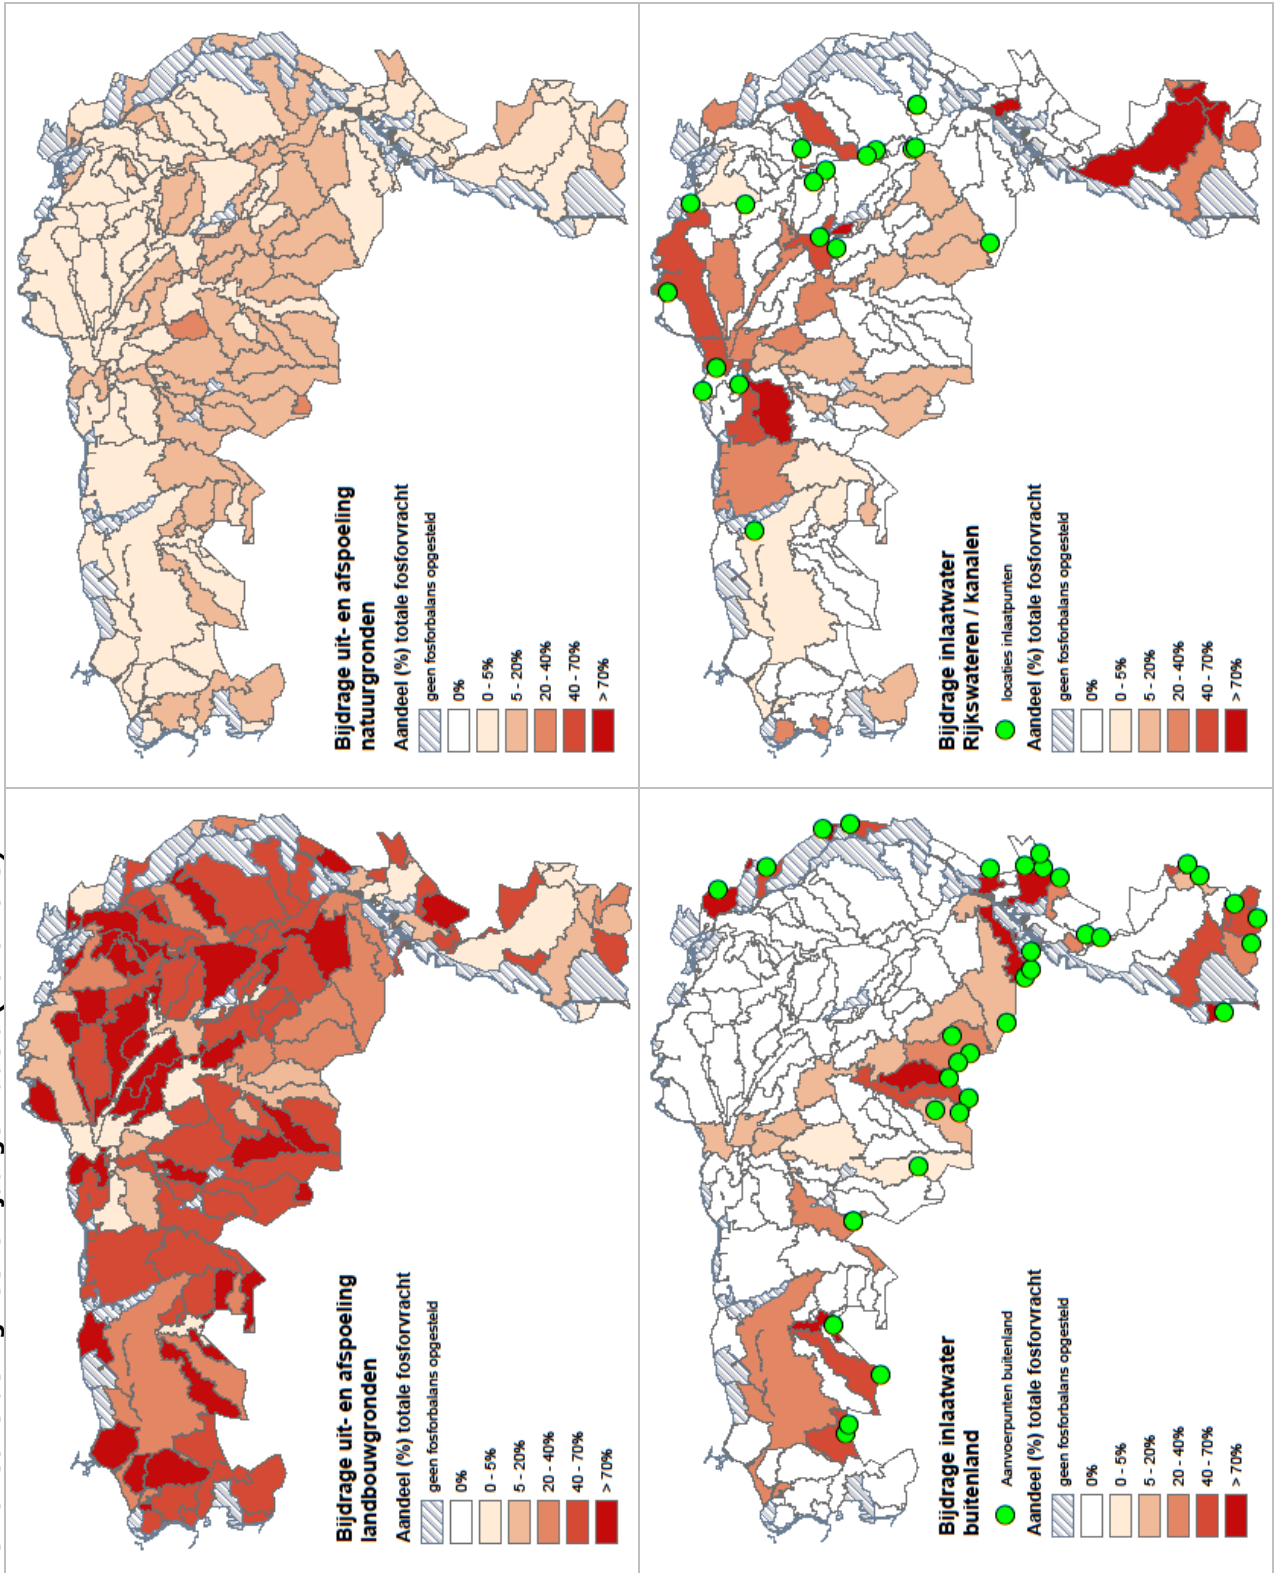 Bijdrage uit- en afspoeling
landbouwgronden
Aandeel (%) totale fosforvracht
geen fosforbalans opgesteld
0%
0 - 5%
5 - 20%
20 - 40%
40 - 70%
> 70%
Bijdrage uit- en afspoeling
natuurgronden
Aandeel (%) totale fosforvracht
geen fosforbalans opgesteld
0%
0 - 5%
5 - 20%
20 - 40%
40 - 70%
> 70%
Bijdrage inlaatwater
buitenland
Aanvoerpunten buitenland
Aandeel (%) totale fosforvracht
geen fosforbalans opgesteld
0%
0 - 5%
5 - 20%
20 - 40%
40 - 70%
> 70%
Bijdrage inlaatwater
Rijkswateren / kanalen
locaties inlaatpunten
Aandeel (%) totale fosforvracht
geen fosforbalans opgesteld
0%
0 - 5%
5 - 20%
20 - 40%
40 - 70%
> 70%